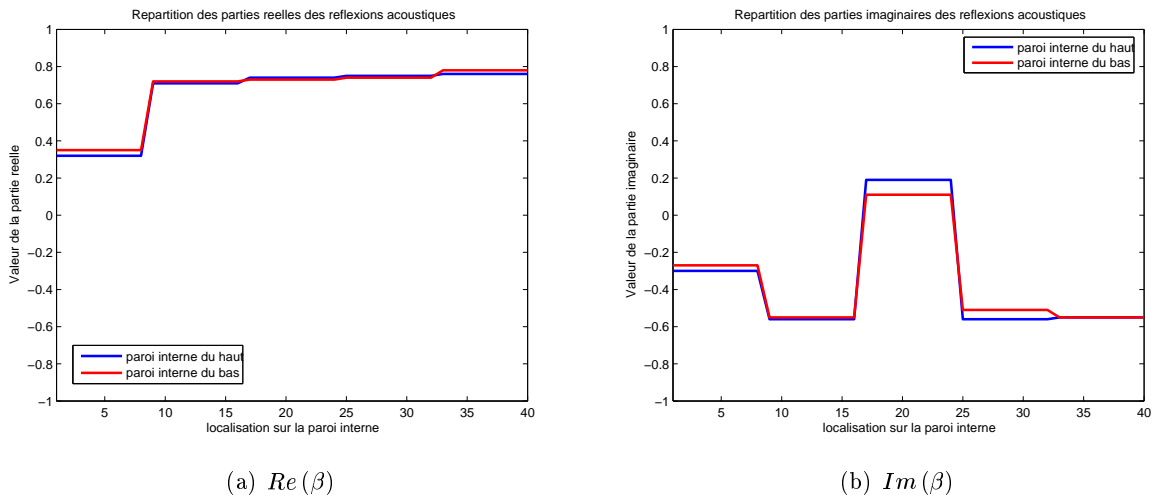 Repartition des parties reelles des reflexions acoustiques
1
0.8
0.6
0.4
0.2
0
−0.2
−0.4
−0.6
−0.8
−1
Valeur de la partie reelle
paroi interne du haut
paroi interne du bas
5 10 15 20 25 30 35 40
localisation sur la paroi interne
(a) Re (β)
Repartition des parties imaginaires des reflexions acoustiques
1
0.8
0.6
0.4
0.2
0
−0.2
−0.4
−0.6
−0.8
−1
Valeur de la partie imaginaire
paroi interne du haut
paroi interne du bas
5 10 15 20 25 30 35 40
localisation sur la paroi interne
(b) Im (β)